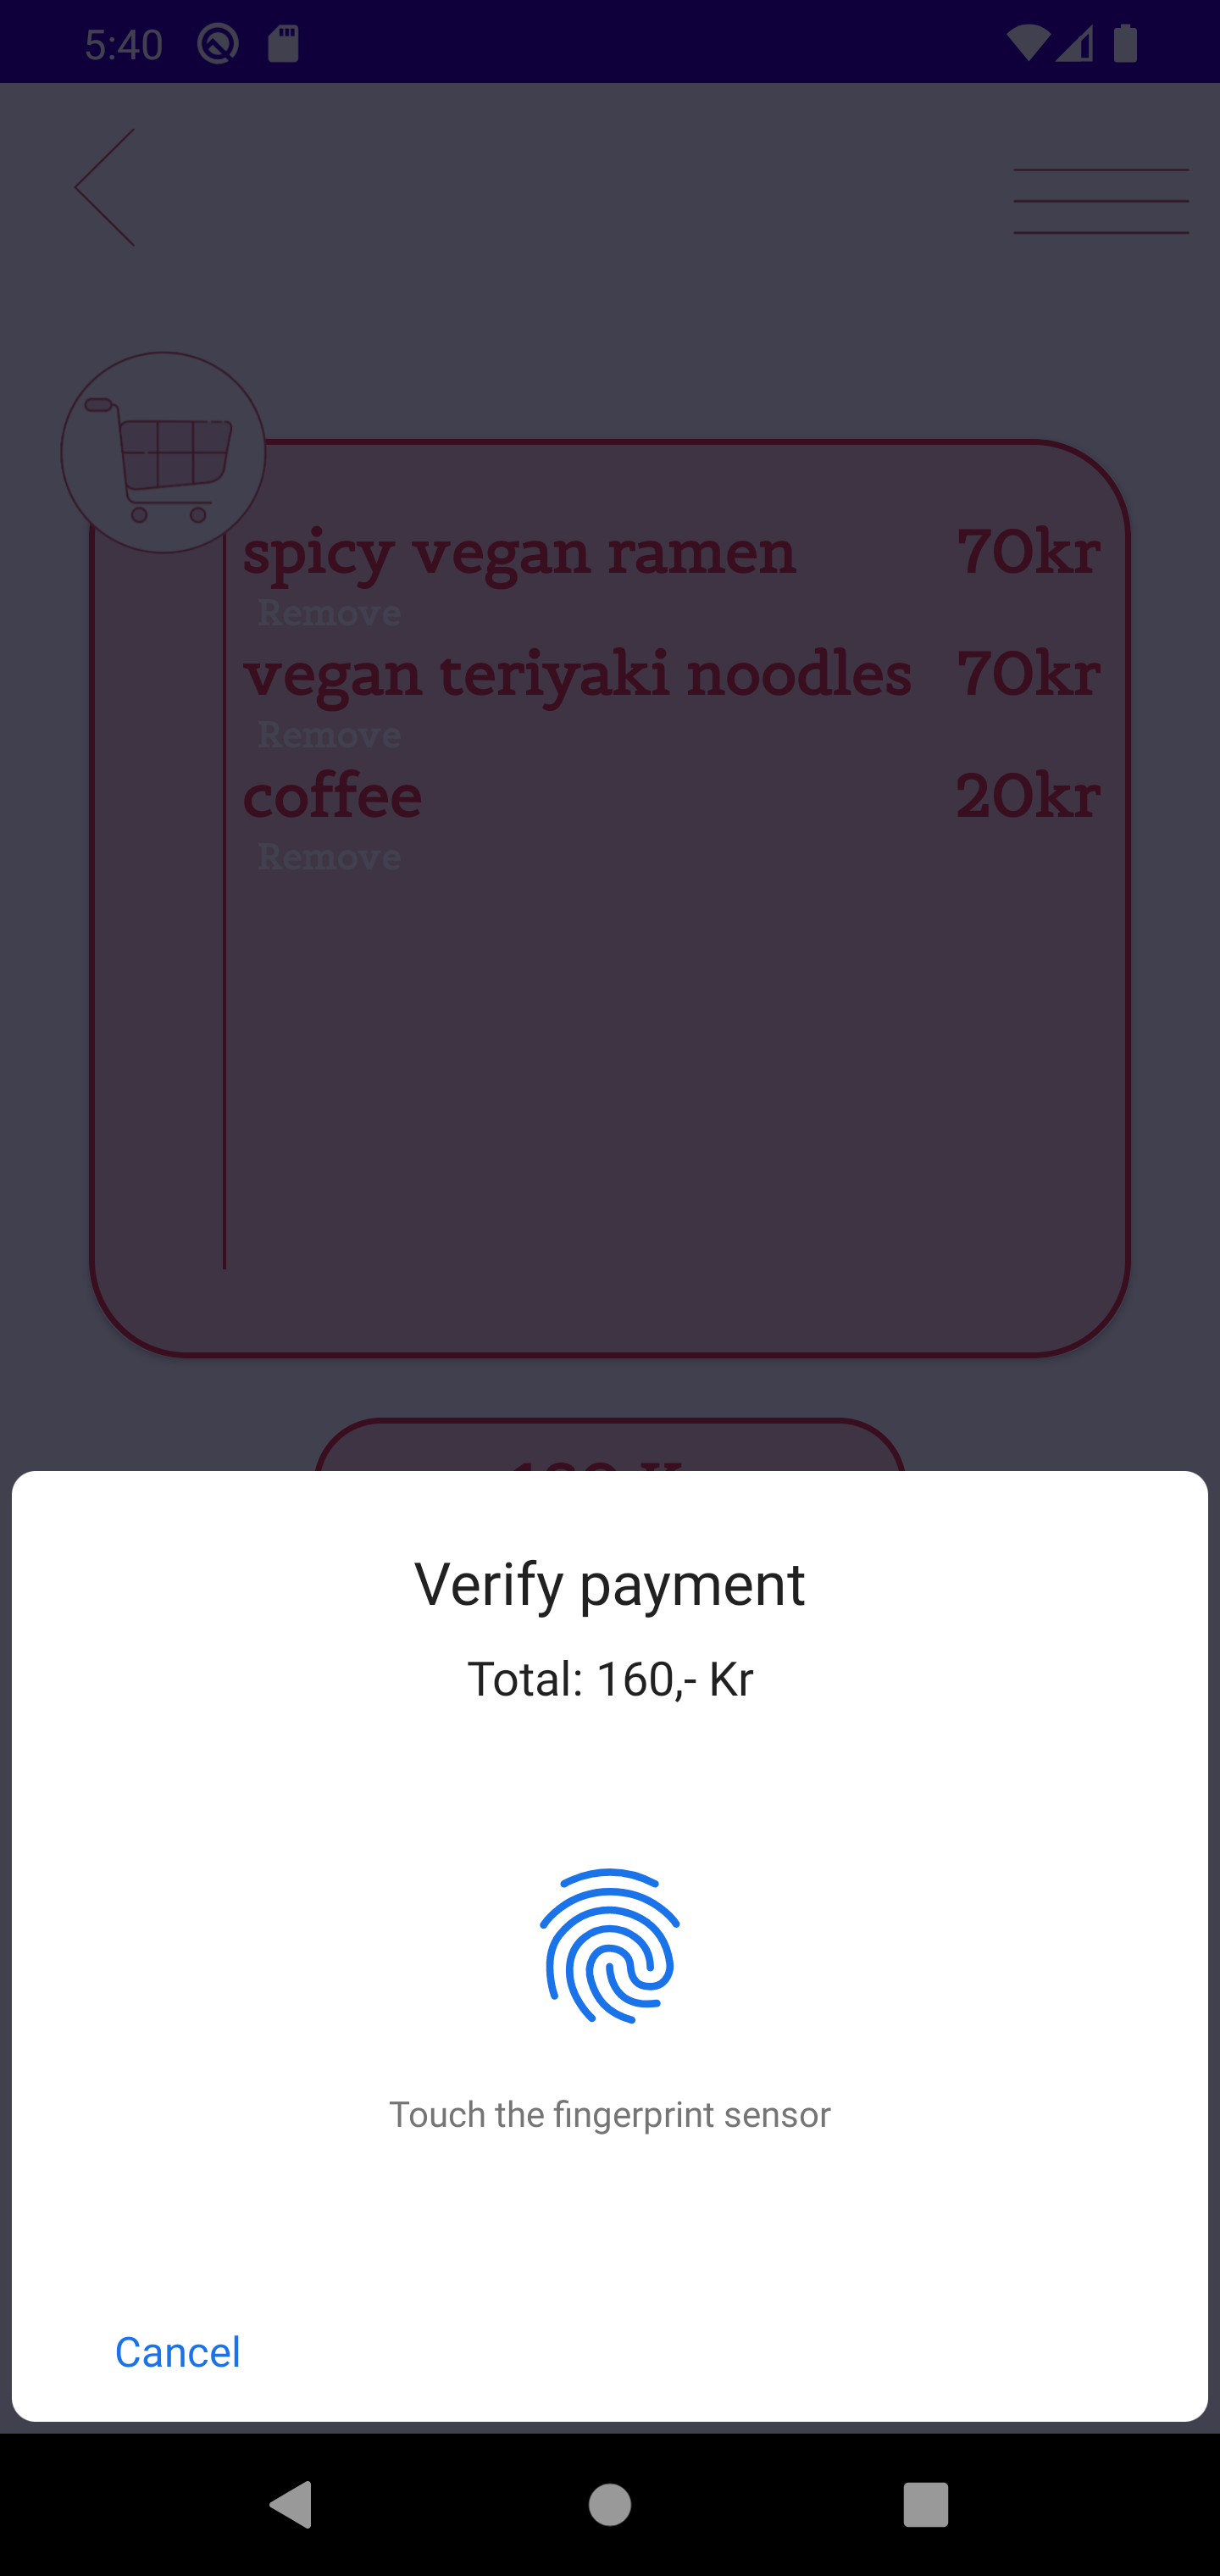 5:40
spicy vegan ramen 70kr
Remove
vegan teriyaki noodles 70kr
Remove
coffee 20kr
Remove
Verify payment
Total: 160,- Kr
Touch the fingerprint sensor
Cancel